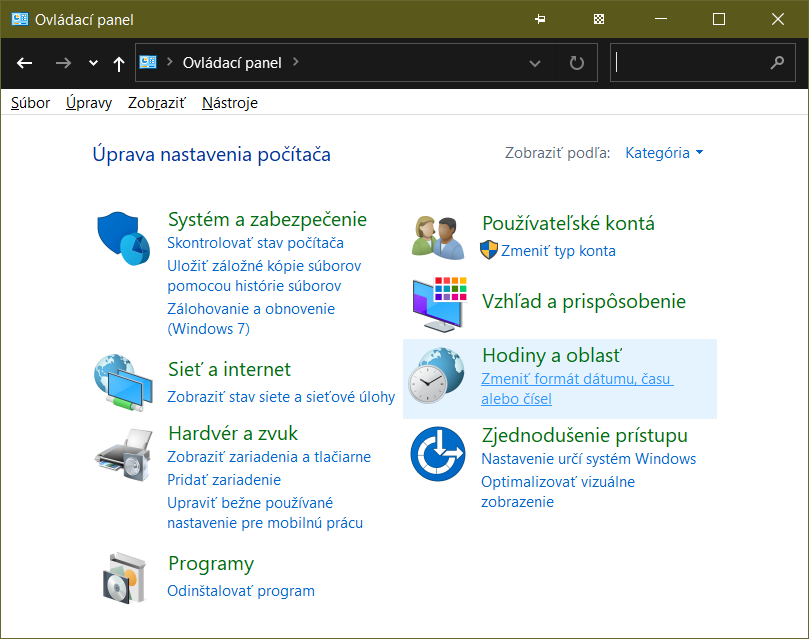 Ovládací panel
Ovládací panel
Súbor Úpravy Zobraziť Nástroje
Úprava nastavenia počítača
Zobraziť podľa: Kategória
Systém a zabezpečenie
Skontrolovať stav počítača
Uložiť záložné kópie súborov
pomocou histórie súborov
Zálohovanie a obnovenie
(Windows 7)
Sieť a internet
Zobraziť stav siete a sieťové úlohy
Hardvér a zvuk
Zobraziť zariadenia a tlačiarne
Pridať zariadenie
Upraviť bežne používané
nastavenie pre mobilnú prácu
Programy
Odinštalovať program
Používateľské kontá
Zmeniť typ konta
Vzhľad a prispôsobenie
Hodiny a oblasť
Zmeniť formát dátumu, času
alebo čísel
Zjednodušenie prístupu
Nastavenie určí systém Windows
Optimalizovať vizuálne
zobrazenie